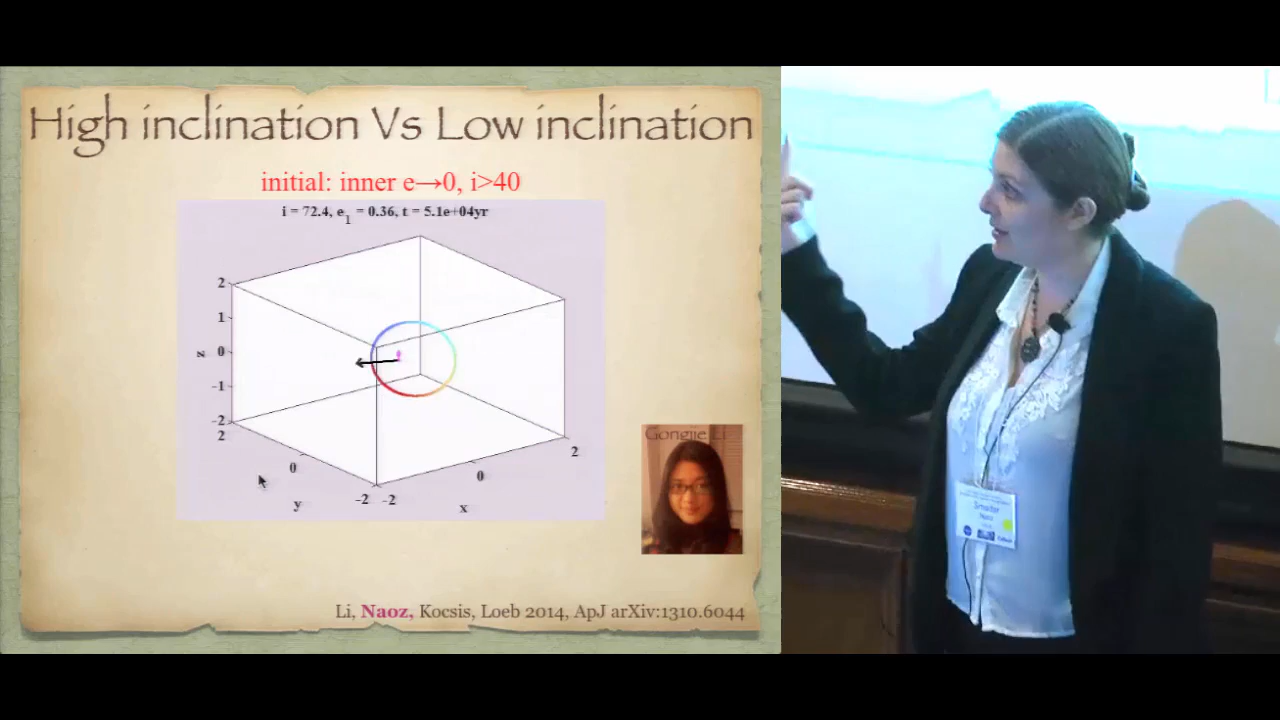 High inclination Vs Low inclination
initial: inner e→0, i>40
i = 72.4, e1 = 0.36, t = 5.1e+04yr
2
1
z
0
-1
-2
2
0
y
-2
-2
x
0
2
Gongjie Li
Li, Naoz, Kocsis, Loeb 2014, ApJ arXiv:1310.6044
Smadar
Naoz